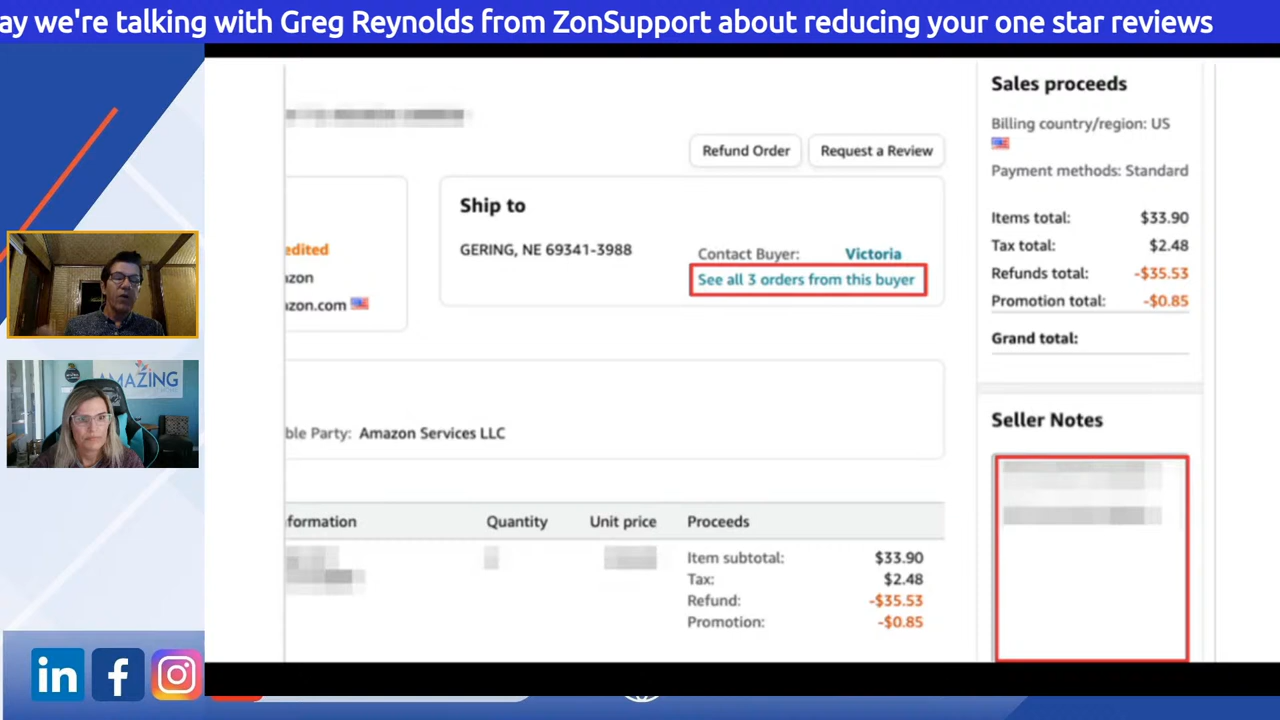 ay we're talking with Greg Reynolds from ZonSupport about reducing your one star reviews
Refund Order
Request a Review
Ship to
GERING, NE 69341-3988
Contact Buyer: Victoria
See all 3 orders from this buyer
edited
azon
azon.com
ble Party: Amazon Services LLC
formation Quantity Unit price Proceeds
Item subtotal: $33.90
Tax: $2.48
Refund: -$35.53
Promotion: -$0.85
Sales proceeds
Billing country/region: US
Payment methods: Standard
Items total: $33.90
Tax total: $2.48
Refunds total: -$35.53
Promotion total: -$0.85
Grand total:
Seller Notes
AMAZING
in f